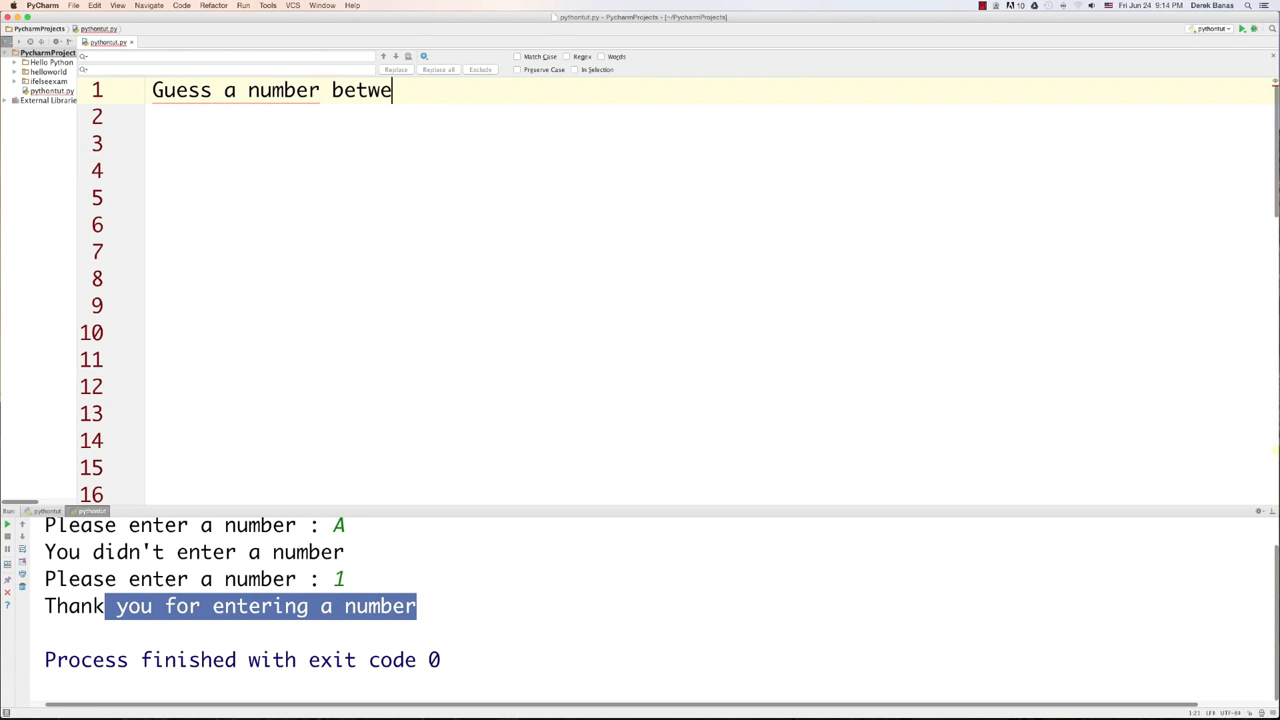 PyCharm File Edit View Navigate Code Refactor Run Tools VCS Window Help
10 Fri Jun 24 9:14 PM Derek Banas
pythontut.py - PycharmProjects - [~/PycharmProjects]
PycharmProjects pythontut.py pythontut
pythontut.py
Match Case Regex Words
Replace Replace all Exclude Preserve Case In Selection
PycharmProject
Hello Python
helloworld
ifelseexam
pythontut.py
External Librarie
1 Guess a number betwe
2
3
4
5
6
7
8
9
10
11
12
13
14
15
16
Run: pythontut pythontut
Please enter a number : A
You didn't enter a number
Please enter a number : 1
Thank you for entering a number
Process finished with exit code 0
1:21 LF UTF-8